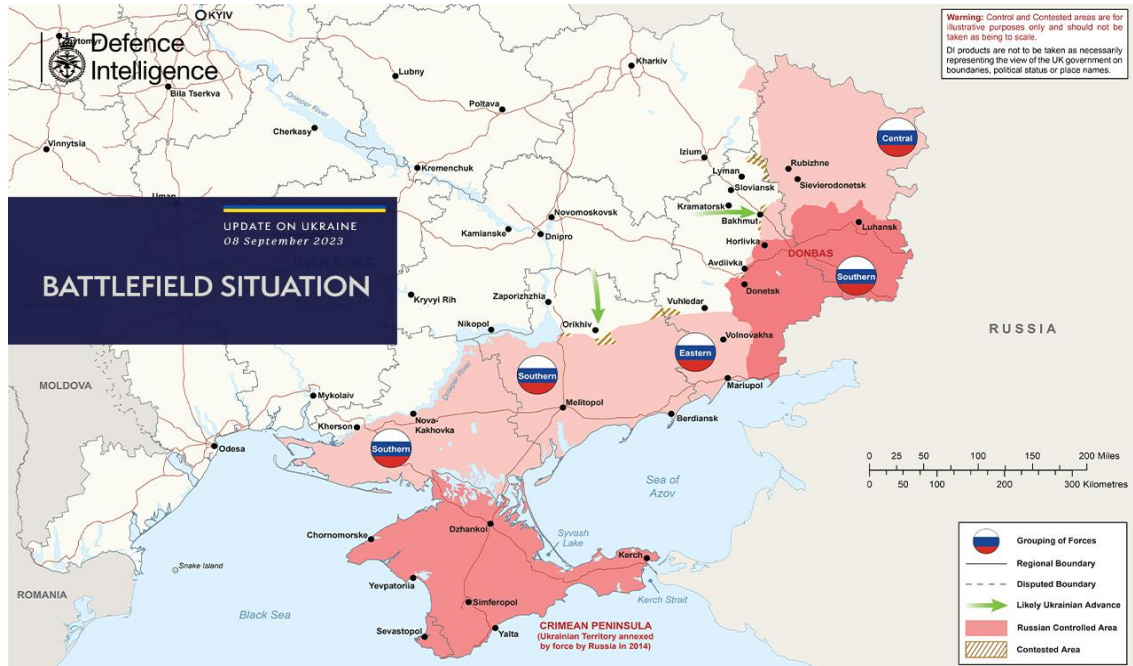 KYIV
Defence
Intelligence
Warning: Control and Contested areas are for
illustrative purposes only and should not be
taken as being to scale.
DI products are not to be taken as necessarily
representing the view of the UK government on
boundaries, political status or place names.
Bila Tserkva
Lubny
Kharkiv
Poltava
Dnieper River
Cherkasy
Vinnytsia
Kremenchuk
Izium
Lyman
Sloviansk
Kramatorsk
Bakhmut
Rubizhne
Sievierodonetsk
Central
Uman
UPDATE ON UKRAINE
08 September 2023
BATTLEFIELD SITUATION
Novomoskovsk
Kamianske
Dnipro
Horlivka
Luhansk
DONBAS
Avdiivka
Southern
Donetsk
Kryvyi Rih
Zaporizhzhia
Vuhledar
Nikopol
Orikhiv
Volnovakha
Eastern
RUSSIA
Southern
Dnieper River
MOLDOVA
Mykolaiv
Melitopol
Mariupol
Berdiansk
Kherson
Nova-
Kakhovka
Southern
Odesa
0 50 100 200 Miles
0 50 100 200 300 Kilometres
Sea of
Azov
Dzhankoi
Chornomorske
Syvash
Lake
Kerch
Snake Island
Yevpatoriia
Kerch Strait
ROMANIA
Black Sea
Simferopol
Sevastopol
Yalta
CRIMEAN PENINSULA
(Ukrainian Territory annexed
by force by Russia in 2014)
Grouping of Forces
Regional Boundary
Disputed Boundary
Likely Ukrainian Advance
Russian Controlled Area
Contested Area